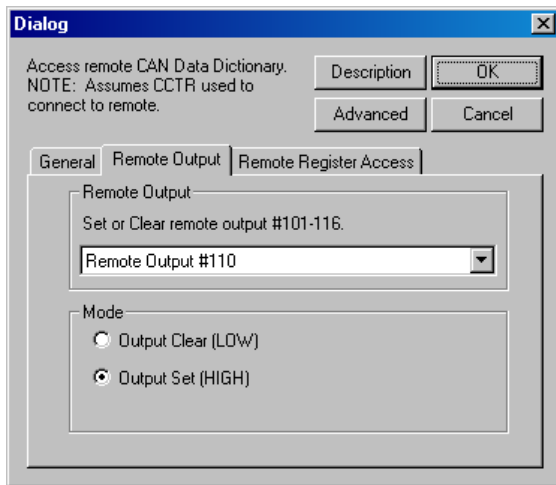 Dialog
Access remote CAN Data Dictionary.
NOTE:  Assumes CCTR used to
connect to remote.
Description
OK
Advanced
Cancel
General
Remote Output
Remote Register Access
Remote Output
Set or Clear remote output #101-116.
Remote Output #110
Mode
Output Clear (LOW)
Output Set (HIGH)